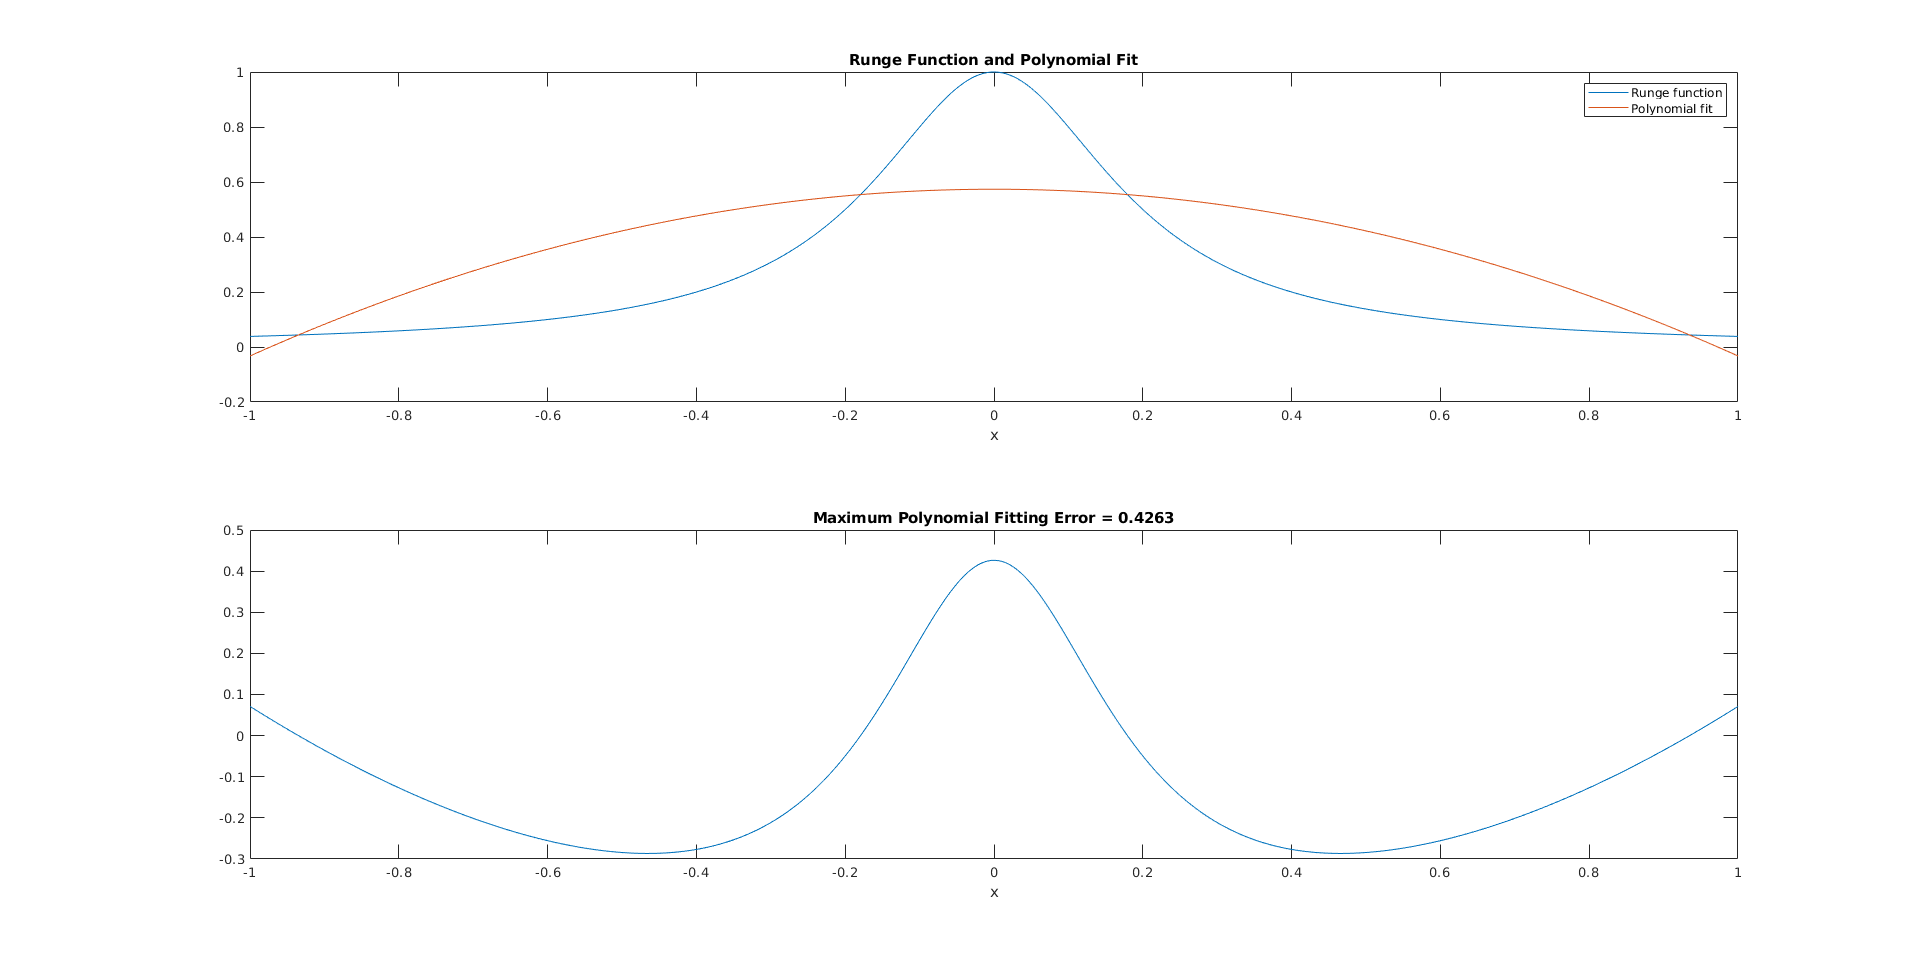 Runge Function and Polynomial Fit
1
Runge function
Polynomial fit
0.8
0.6
0.4
0.2
0
-0.2
-1 -0.8 -0.6 -0.4 -0.2 0 0.2 0.4 0.6 0.8 1
x
Maximum Polynomial Fitting Error = 0.4263
0.5
0.4
0.3
0.2
0.1
0
-0.1
-0.2
-0.3
-1 -0.8 -0.6 -0.4 -0.2 0 0.2 0.4 0.6 0.8 1
x